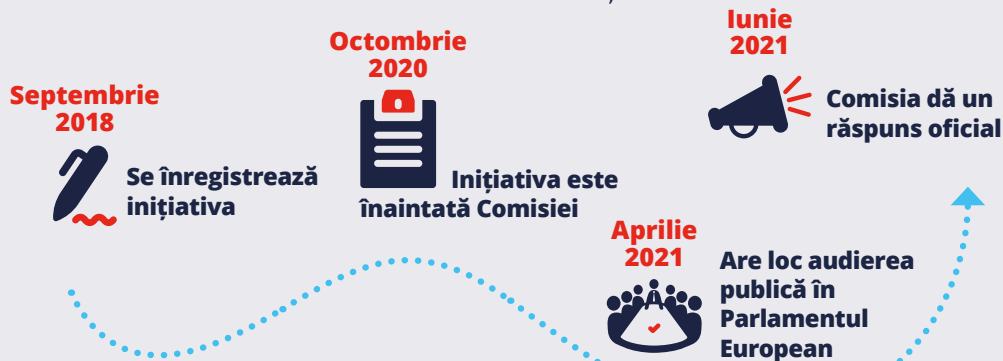 Septembrie
2018
Se înregistrează
inițiativa
Octombrie
2020
Inițiativa este
înaintată Comisiei
Aprilie
2021
Are loc audierea
publică în
Parlamentul
European
Iunie
2021
Comisia dă un
răspuns oficial